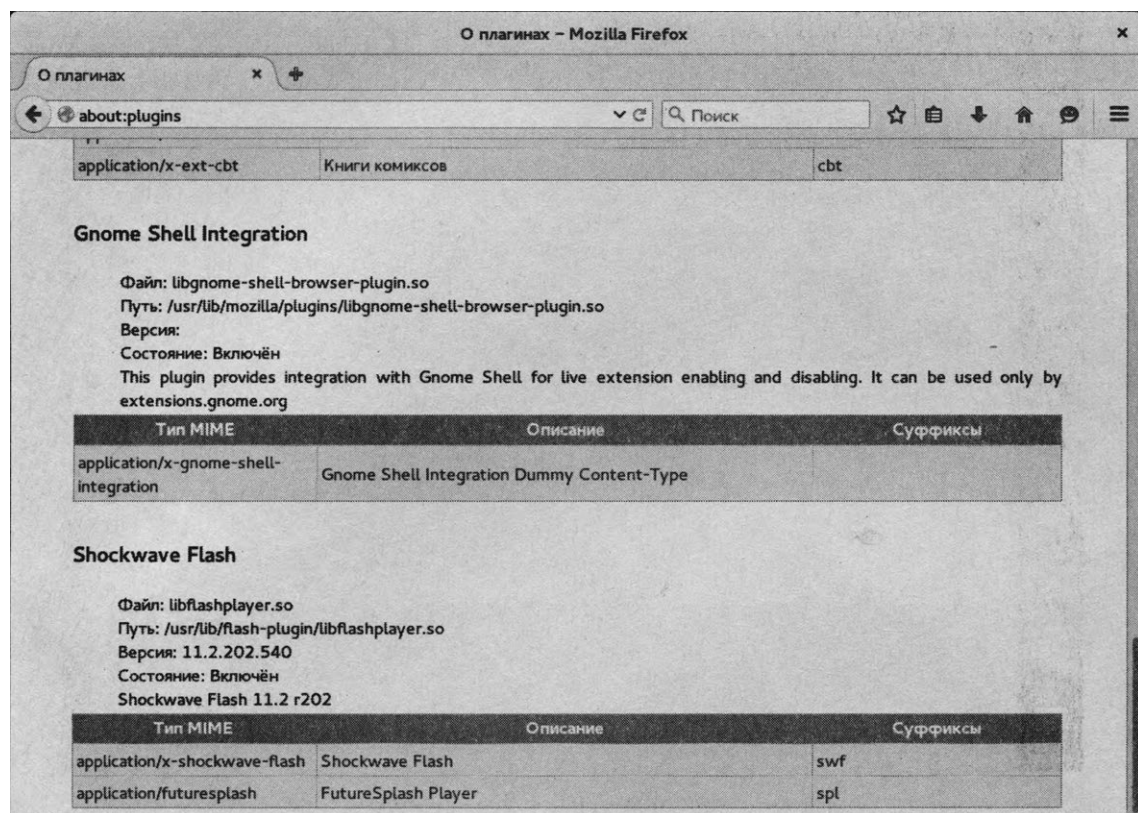 О плагинах – Mozilla Firefox
О плагинах
about:plugins Поиск
application/x-ext-cbt Книги комиксов cbt
Gnome Shell Integration
Файл: libgnome-shell-browser-plugin.so
Путь: /usr/lib/mozilla/plugins/libgnome-shell-browser-plugin.so
Версия:
Состояние: Включён
This plugin provides integration with Gnome Shell for live extension enabling and disabling. It can be used only by
extensions.gnome.org
Тип MIME Описание Суффиксы
application/x-gnome-shell-
integration Gnome Shell Integration Dummy Content-Type
Shockwave Flash
Файл: libflashplayer.so
Путь: /usr/lib/flash-plugin/libflashplayer.so
Версия: 11.2.202.540
Состояние: Включён
Shockwave Flash 11.2 r202
Тип MIME Описание Суффиксы
application/x-shockwave-flash Shockwave Flash swf
application/futuresplash FutureSplash Player spl